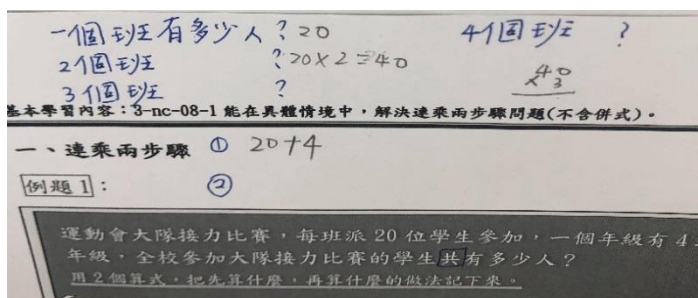 一個班有多少人？20
4個班 ？
2個班 ？20×2=40
3個班 ？
40
×3
基本學習內容：3-nc-08-1 能在具體情境中，解決連乘兩步驟問題(不含併式)。
一、連乘兩步驟 ① 20+4
例題1： ②
運動會大隊接力比賽，每班派 20 位學生參加，一個年級有 4
年級，全校參加大隊接力比賽的學生共有多少人？
用2個算式，把先算什麼，再算什麼的做法記下來。